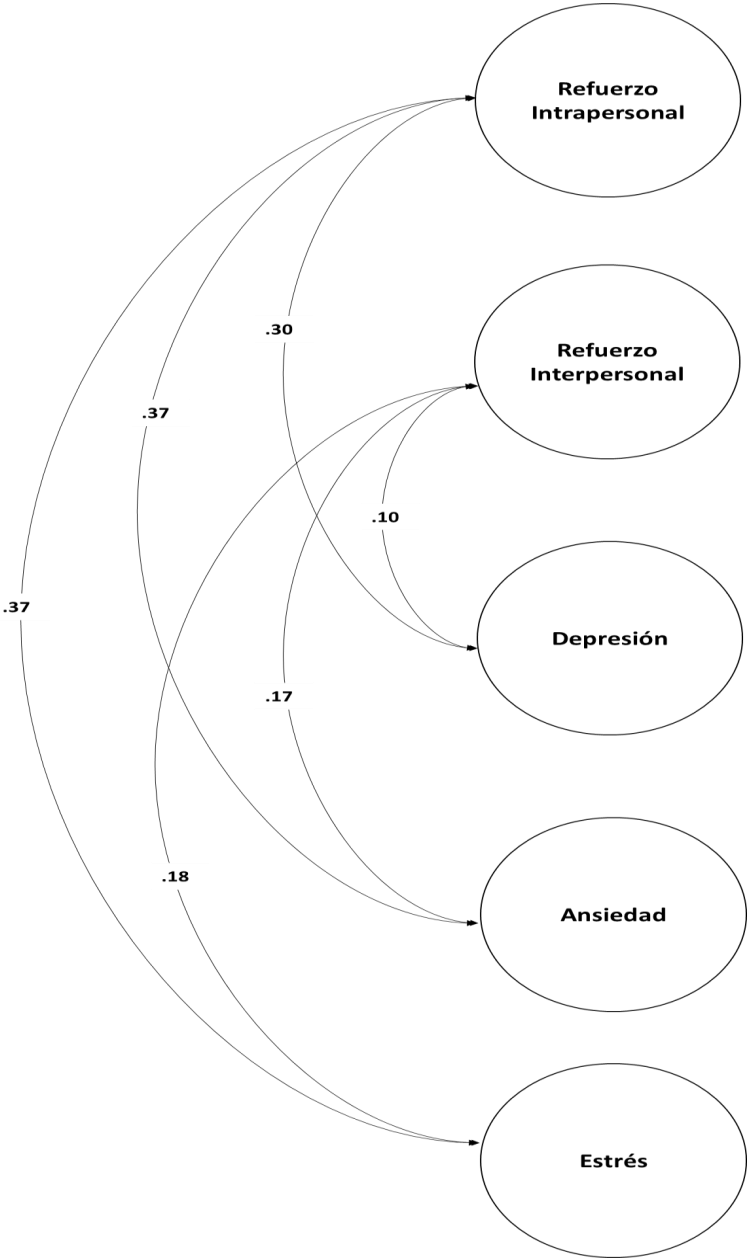 Refuerzo
Intrapersonal
.30
Refuerzo
Interpersonal
.37
.10
.37
Depresión
.17
.18
Ansiedad
Estrés